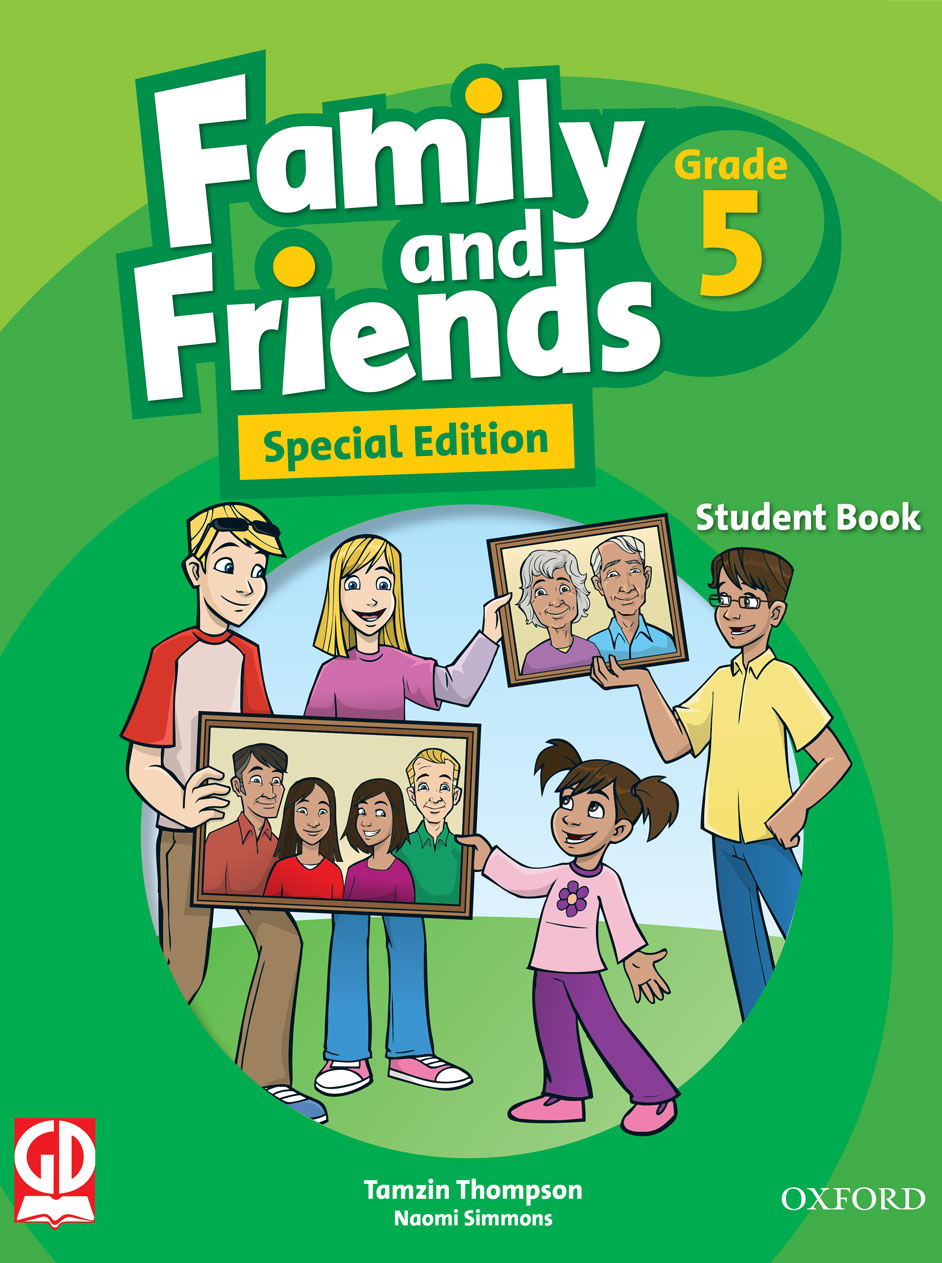 Family
and
Friends
Grade
5
Special Edition
Student Book
GD
Tamzin Thompson
Naomi Simmons
OXFORD